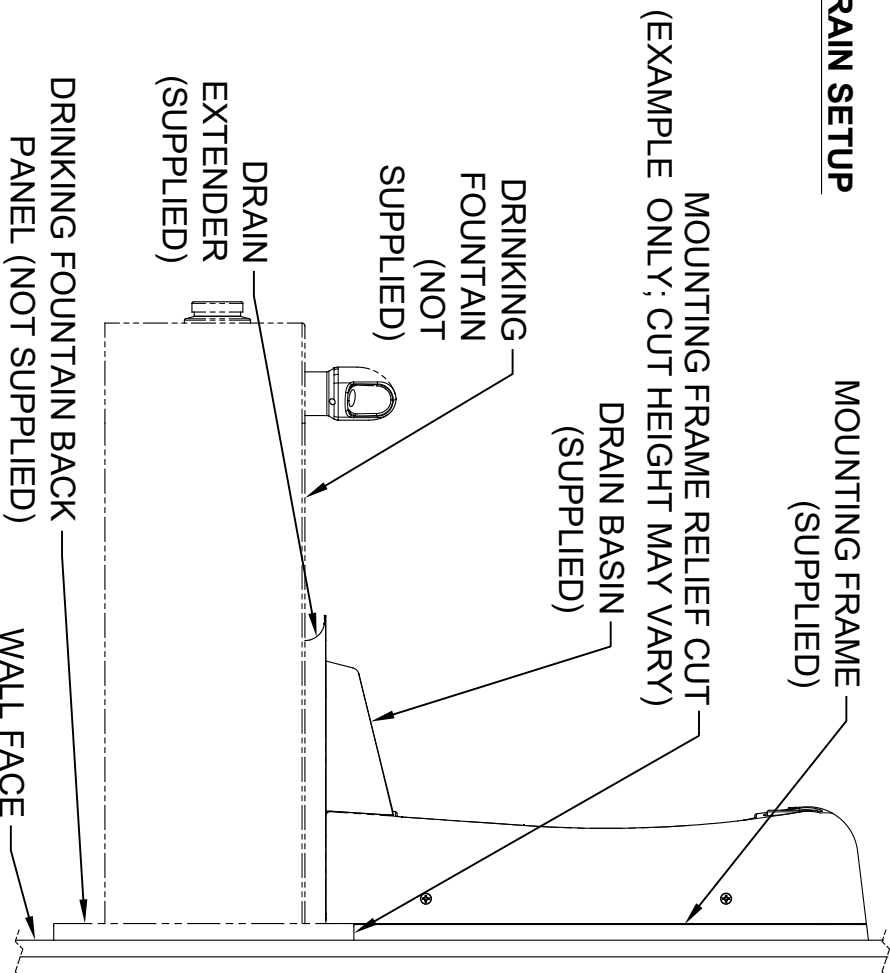 RAIN SETUP
MOUNTING FRAME
(SUPPLIED)
MOUNTING FRAME RELIEF CUT
(EXAMPLE ONLY; CUT HEIGHT MAY VARY)
DRAIN BASIN
(SUPPLIED)
DRINKING
FOUNTAIN
(NOT
SUPPLIED)
DRAIN
EXTENDER
(SUPPLIED)
DRINKING FOUNTAIN BACK
PANEL (NOT SUPPLIED)
WALL FACE